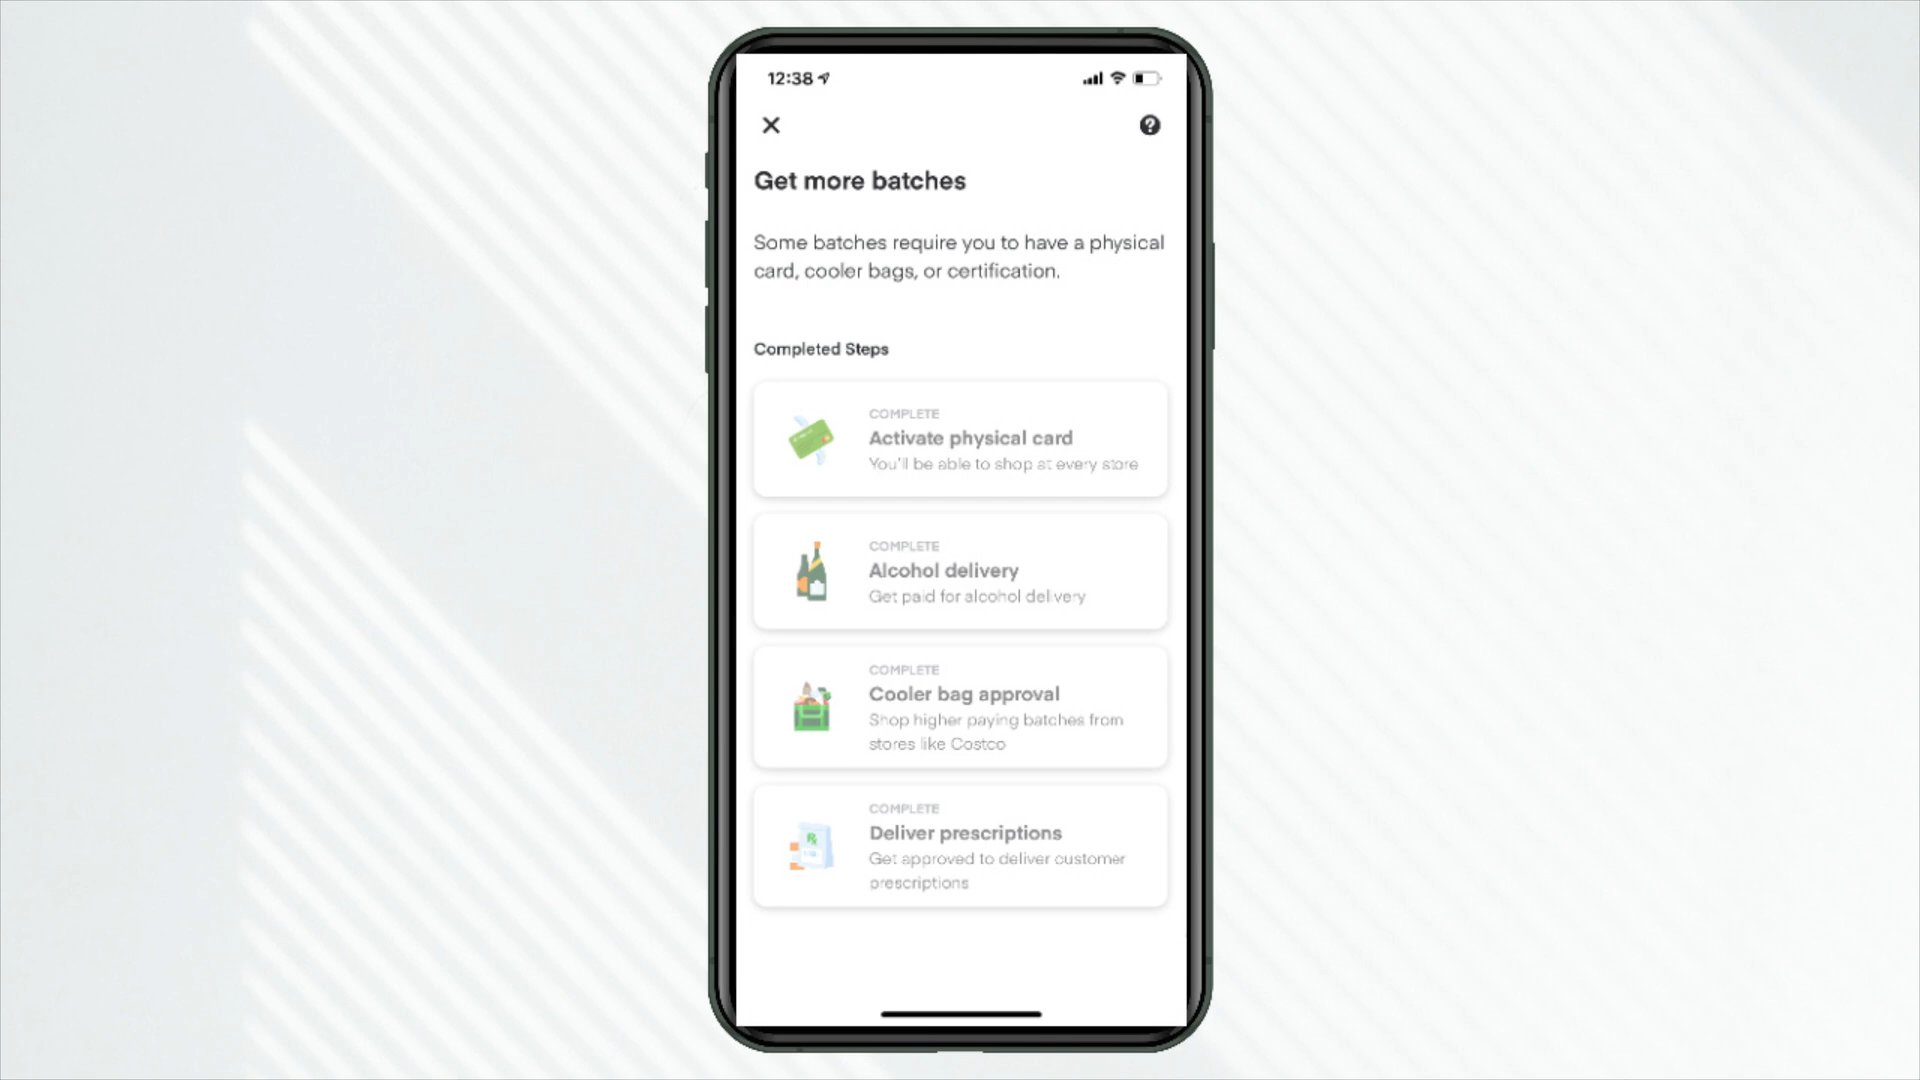 12:38
Get more batches
Some batches require you to have a physical
card, cooler bags, or certification.
Completed Steps
COMPLETE
Activate physical card
You'll be able to shop at every store
COMPLETE
Alcohol delivery
Get paid for alcohol delivery
COMPLETE
Cooler bag approval
Shop higher paying batches from
stores like Costco
COMPLETE
Deliver prescriptions
Get approved to deliver customer
prescriptions